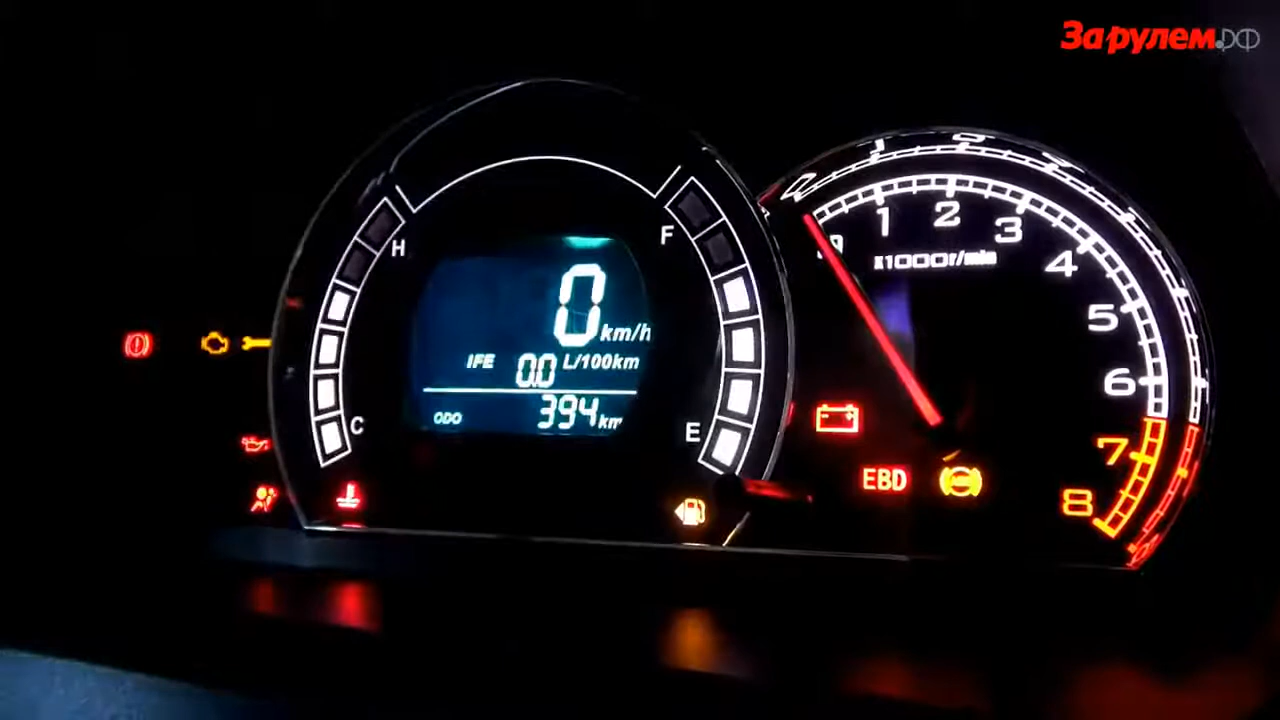 За рулем.РФ
H
F
0 km/h
IFE 0.0 L/100km
ODO 394 km
C
E
0 1 2 3 4 5 6 7 8
x1000r/min
EBD